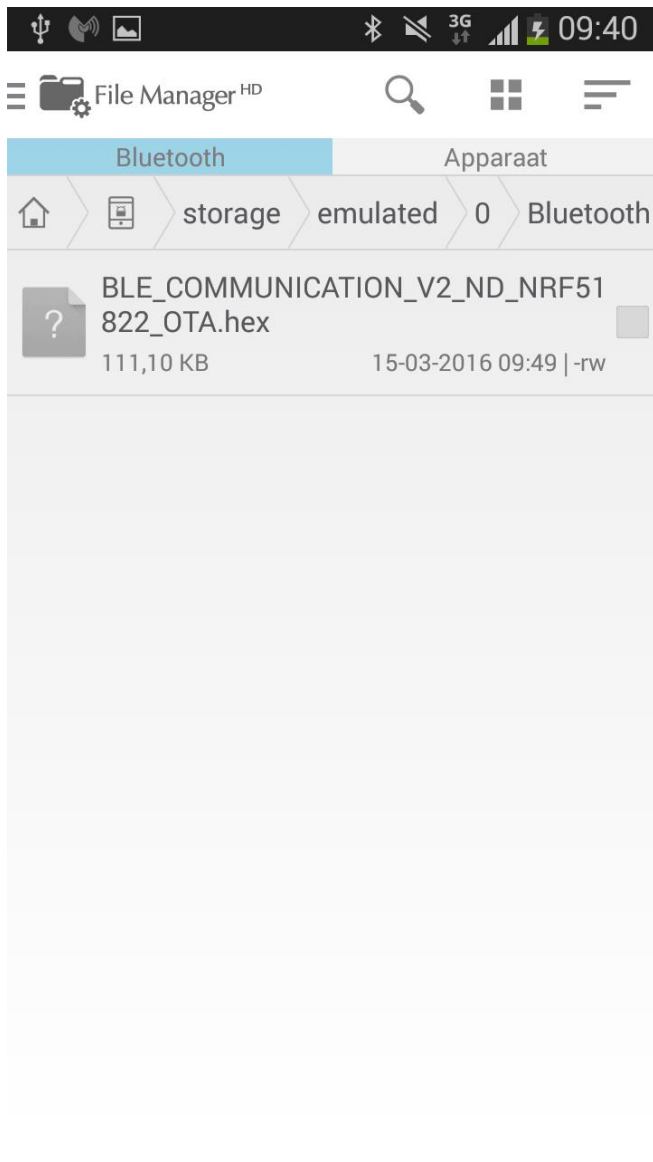 3G 09:40
File Manager HD
Bluetooth Apparaat
storage emulated 0 Bluetooth
BLE_COMMUNICATION_V2_ND_NRF51
822_OTA.hex
?
111,10 KB 15-03-2016 09:49 | -rw